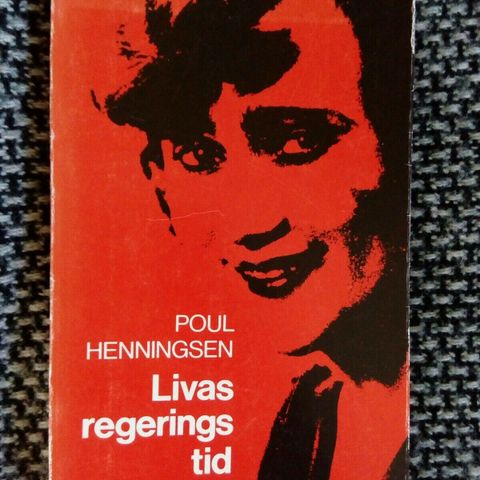 POUL
HENNINGSEN
Livas
regerings
tid